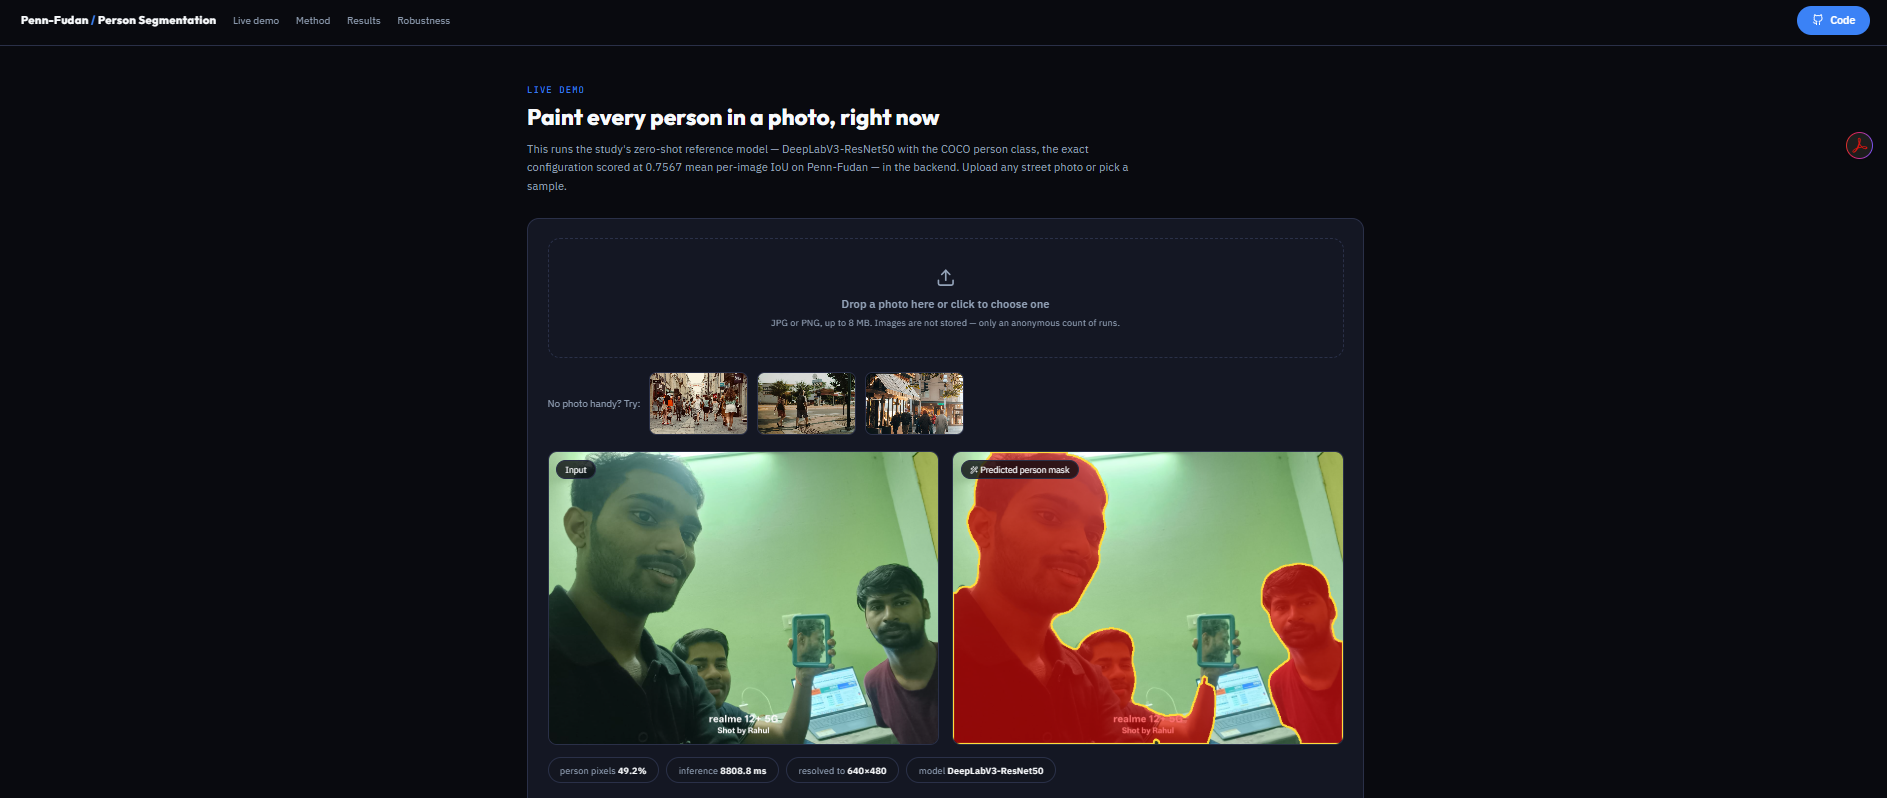 Penn-Fudan / Person Segmentation Live demo Method Results Robustness Code
LIVE DEMO
Paint every person in a photo, right now
This runs the study's zero-shot reference model — DeepLabV3-ResNet50 with the COCO person class, the exact
configuration scored at 0.7567 mean per-image IoU on Penn-Fudan — in the backend. Upload any street photo or pick a
sample.
Drop a photo here or click to choose one
JPG or PNG, up to 8 MB. Images are not stored — only an anonymous count of runs.
No photo handy? Try:
Input
Predicted person mask
realme 12+ 5G
Shot by Rahul
realme 12+ 5G
Shot by Rahul
person pixels 49.2% inference 8808.8 ms resolved to 640×480 model DeepLabV3-ResNet50